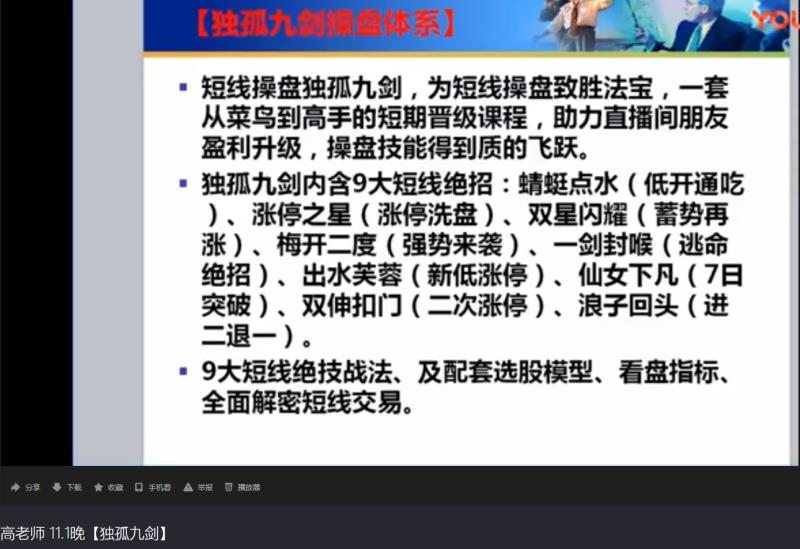 【独孤九剑操盘体系】
YOU
▪ 短线操盘独孤九剑，为短线操盘致胜法宝，一套
从菜鸟到高手的短期晋级课程，助力直播间朋友
盈利升级，操盘技能得到质的飞跃。
▪ 独孤九剑内含9大短线绝招：蜻蜓点水（低开通吃
）、涨停之星（涨停洗盘）、双星闪耀（蓄势再
涨）、梅开二度（强势来袭）、一剑封喉（逃命
绝招）、出水芙蓉（新低涨停）、仙女下凡（7日
突破）、双伸扣门（二次涨停）、浪子回头（进
二退一）。
▪ 9大短线绝技战法、及配套选股模型、看盘指标、
全面解密短线交易。
分享 下载 收藏 手机看 举报 播放器
高老师 11.1晚【独孤九剑】